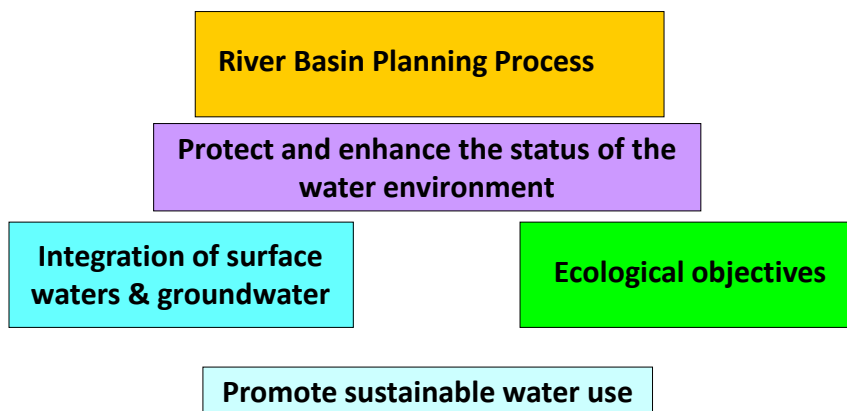 River Basin Planning Process
Protect and enhance the status of the
water environment
Integration of surface
waters & groundwater
Ecological objectives
Promote sustainable water use